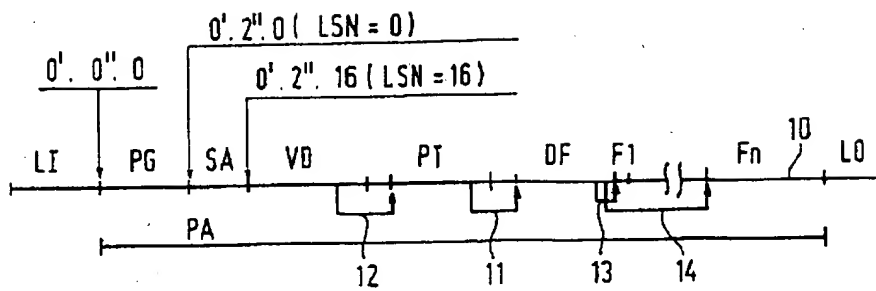 0'. 2". 0 ( LSN = 0)
0'. 0". 0
0'. 2". 16 ( LSN = 16)
LI PG SA VD PT DF F1 Fn 10 LO
PA
12 11 13 14